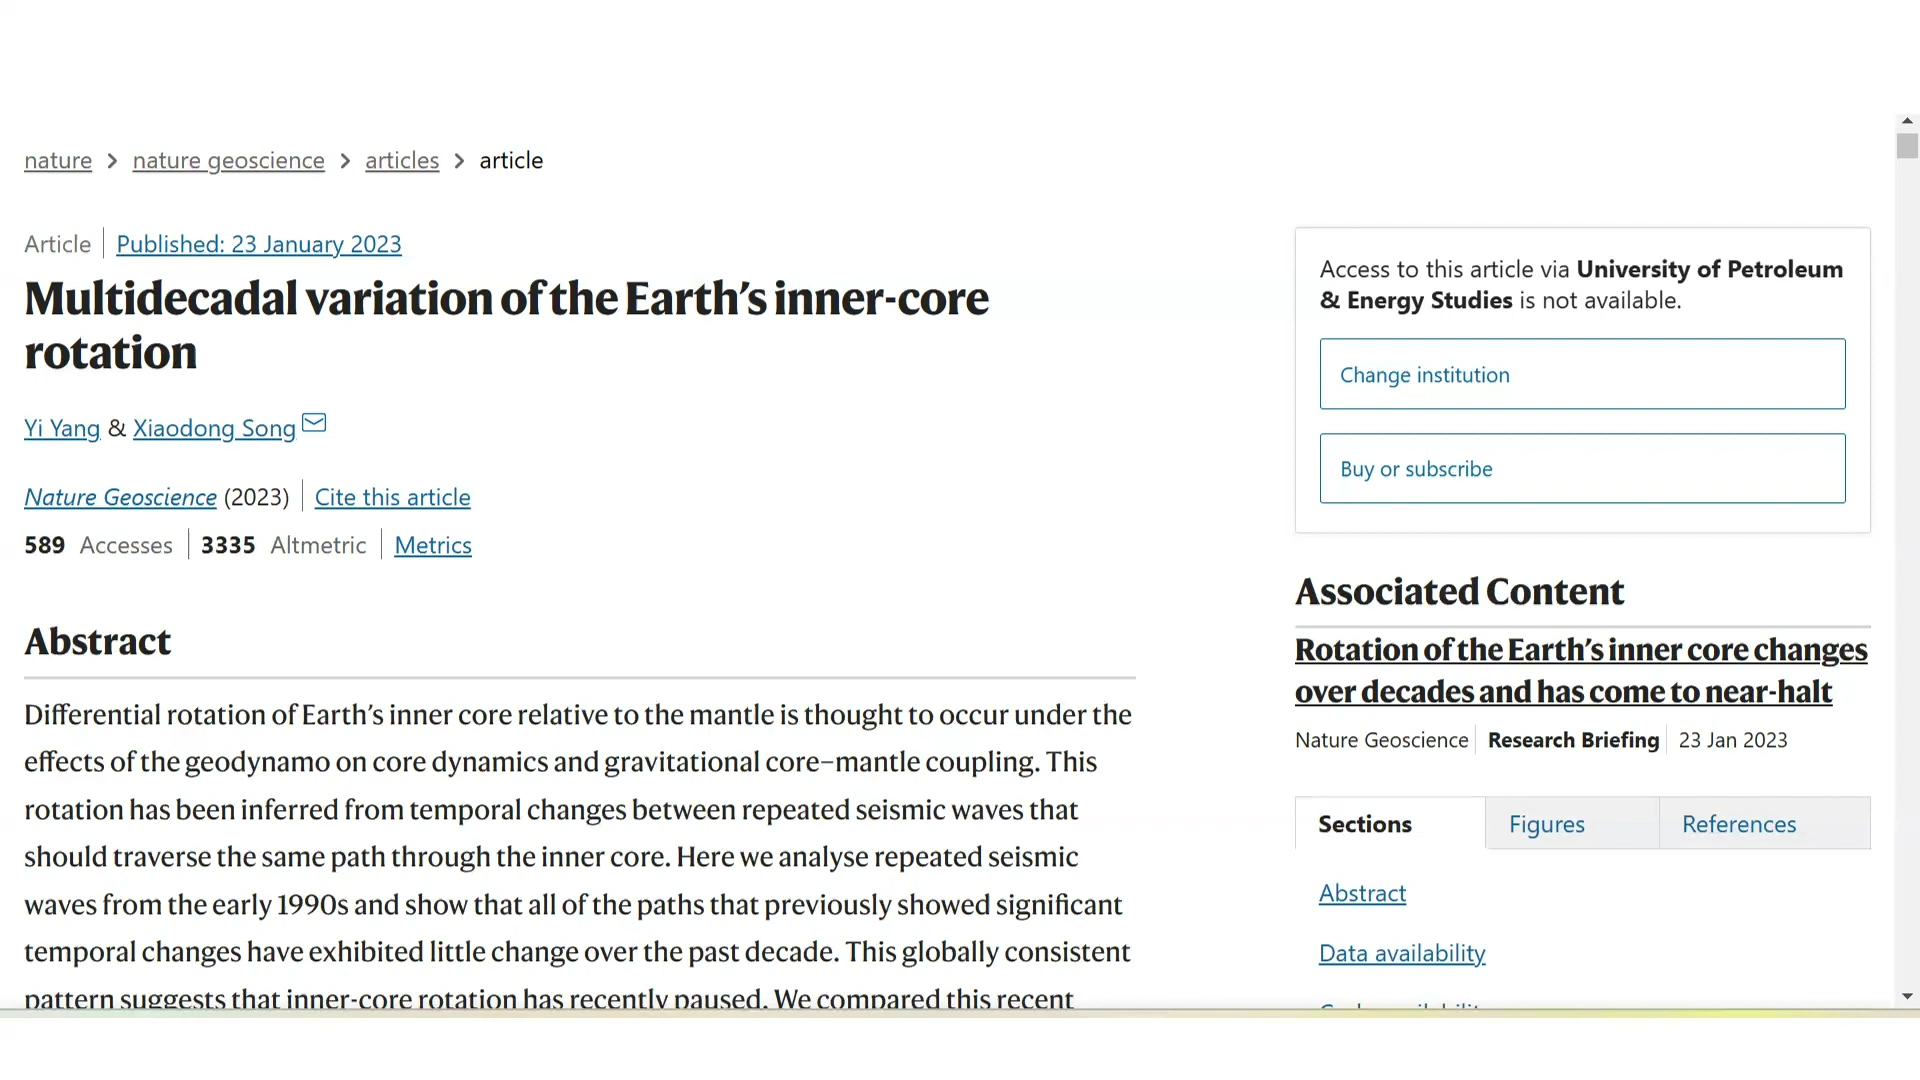 nature > nature geoscience > articles > article
Article | Published: 23 January 2023
Multidecadal variation of the Earth’s inner-core
rotation
Yi Yang & Xiaodong Song
Nature Geoscience (2023) | Cite this article
589 Accesses | 3335 Altmetric | Metrics
Abstract
Differential rotation of Earth’s inner core relative to the mantle is thought to occur under the
effects of the geodynamo on core dynamics and gravitational core–mantle coupling. This
rotation has been inferred from temporal changes between repeated seismic waves that
should traverse the same path through the inner core. Here we analyse repeated seismic
waves from the early 1990s and show that all of the paths that previously showed significant
temporal changes have exhibited little change over the past decade. This globally consistent
pattern suggests that inner-core rotation has recently paused. We compared this recent
Access to this article via University of Petroleum
& Energy Studies is not available.
Change institution
Buy or subscribe
Associated Content
Rotation of the Earth’s inner core changes
over decades and has come to near-halt
Nature Geoscience | Research Briefing | 23 Jan 2023
Sections Figures References
Abstract
Data availability